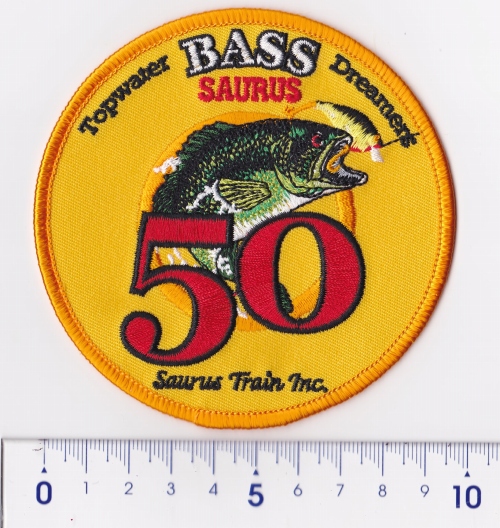 Topwater BASS Dreamers
SAURUS
50
Saurus Train Inc.
0 1 2 3 4 5 6 7 8 9 10